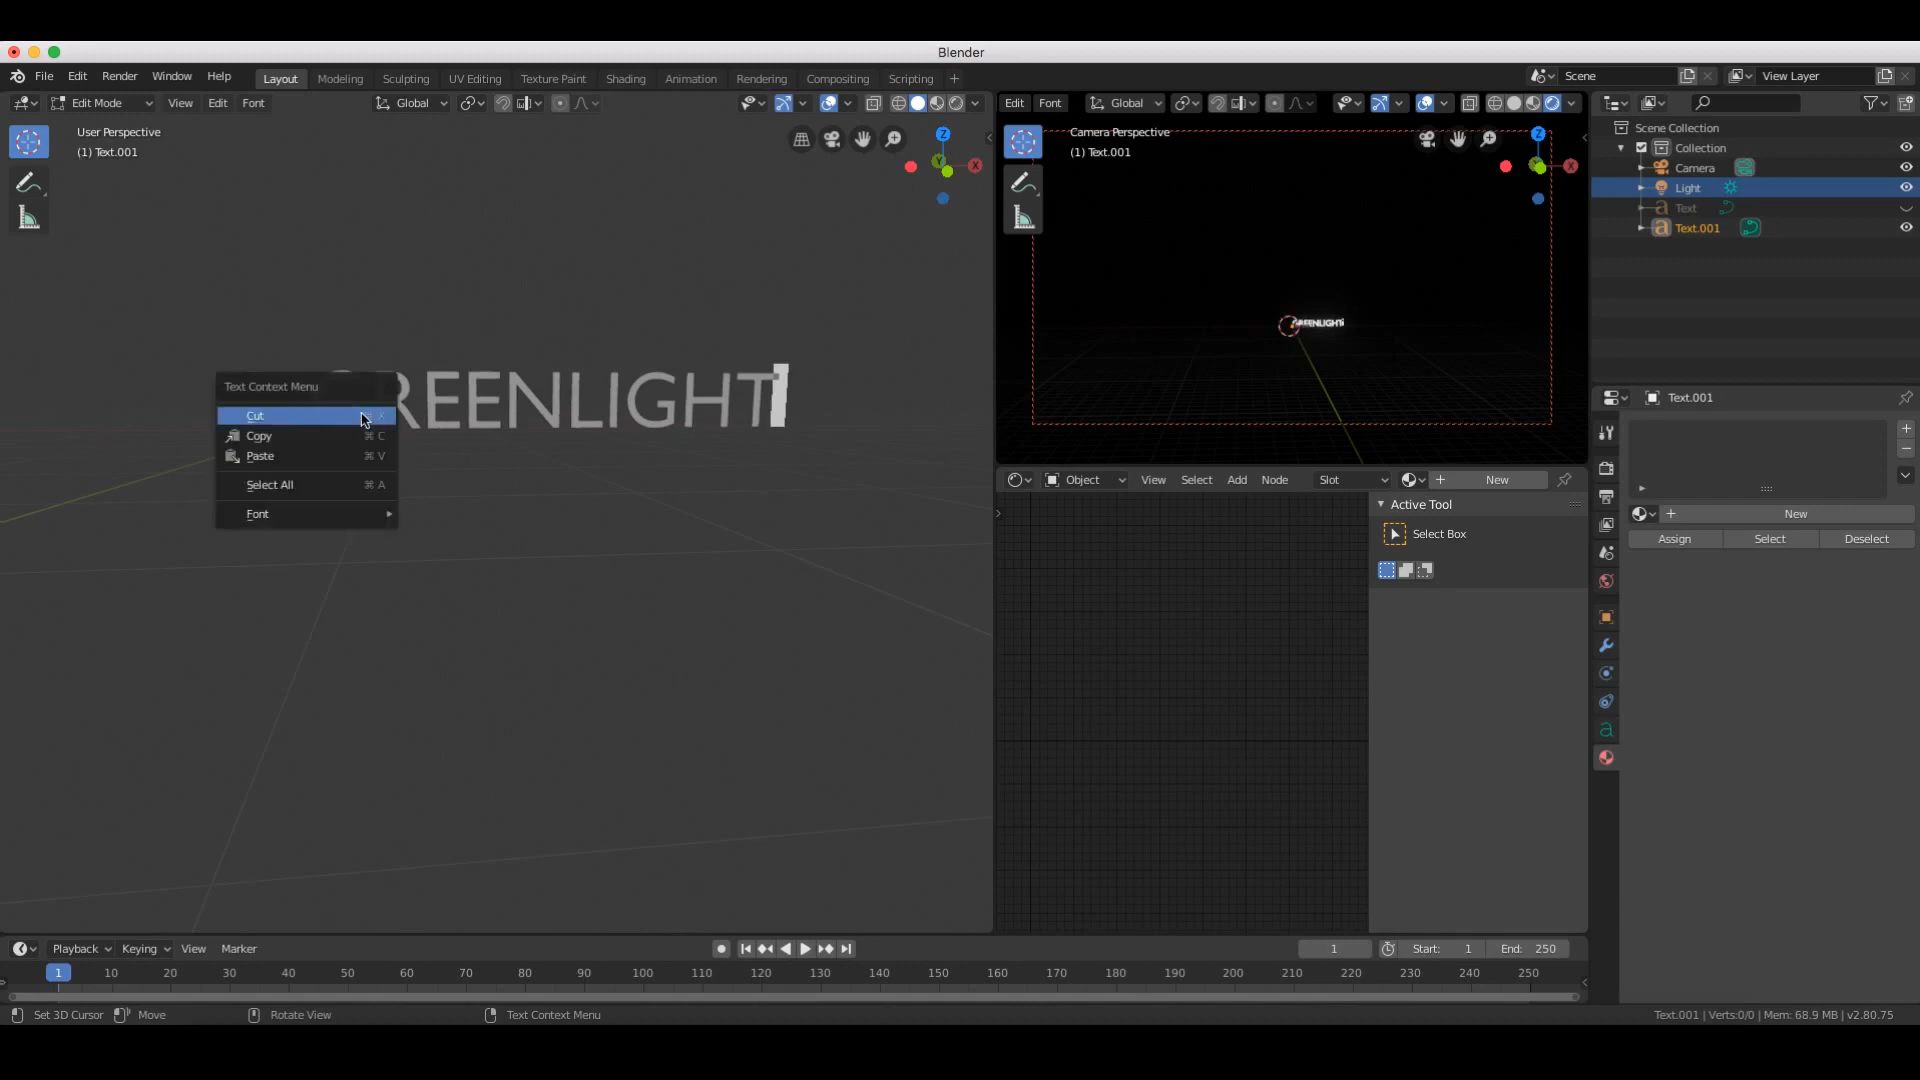 Blender
File Edit Render Window Help Layout Modeling Sculpting UV Editing Texture Paint Shading Animation Rendering Compositing Scripting + Scene View Layer
Edit Mode View Edit Font Global Edit Font Global
User Perspective
(1) Text.001
Z
Y
X
Camera Perspective
(1) Text.001
Z
X
Scene Collection
Collection
Camera
Light
Text
Text.001
GREENLIGHT
GREENLIGHT
Text Context Menu
Cut X
Copy ⌘ C
Paste ⌘ V
Select All ⌘ A
Font
Object View Select Add Node Slot New
Active Tool
Select Box
Text.001
New
Assign Select Deselect
Playback Keying View Marker 1 Start: 1 End: 250
1 10 20 30 40 50 60 70 80 90 100 110 120 130 140 150 160 170 180 190 200 210 220 230 240 250
Set 3D Cursor Move Rotate View Text Context Menu Text.001 | Verts:0/0 | Mem: 68.9 MB | v2.80.75